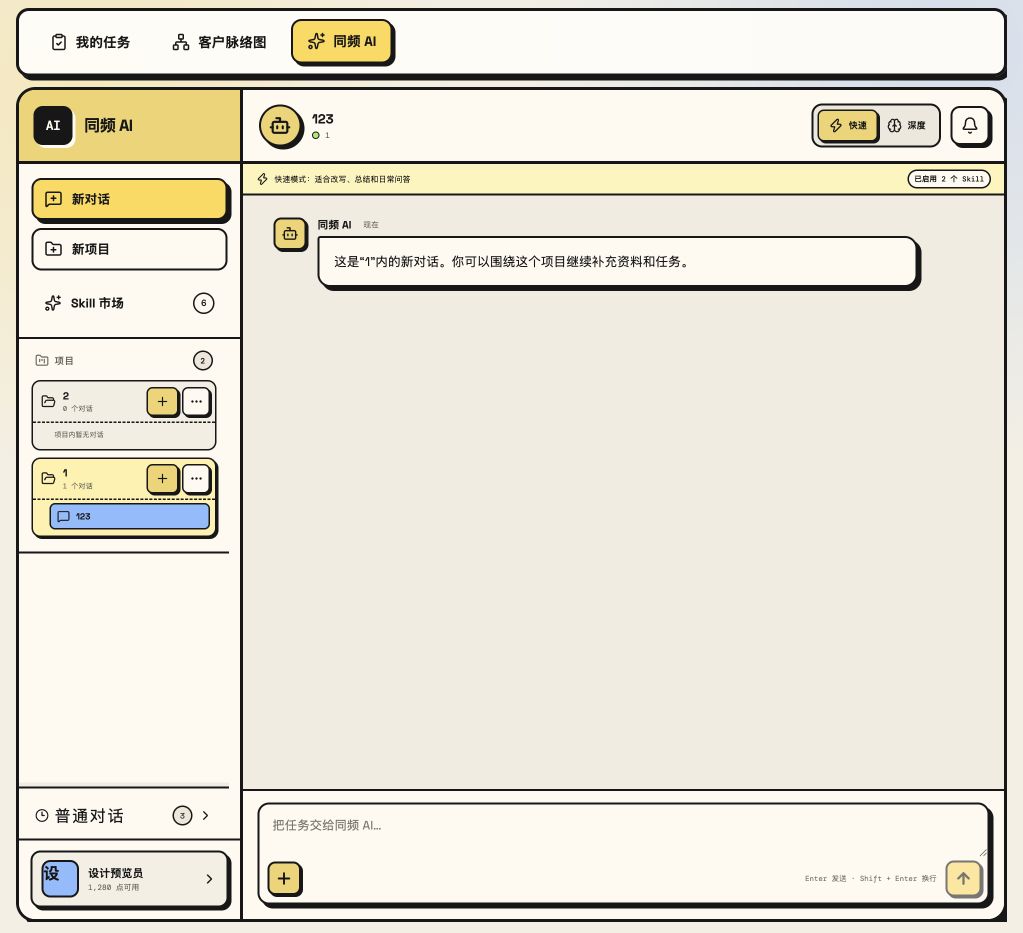 我的任务
客户脉络图
同频 AI
AI 同频 AI
新对话
新项目
Skill 市场 6
项目 2
2
0 个对话
项目内暂无对话
1
1 个对话
123
普通对话 3
设
设计预览员
1,280 点可用
123
1
快速
深度
快速模式：适合改写、总结和日常问答
已启用 2 个 Skill
同频 AI 现在
这是“1”内的新对话。你可以围绕这个项目继续补充资料和任务。
把任务交给同频 AI…
Enter 发送 · Shift + Enter 换行